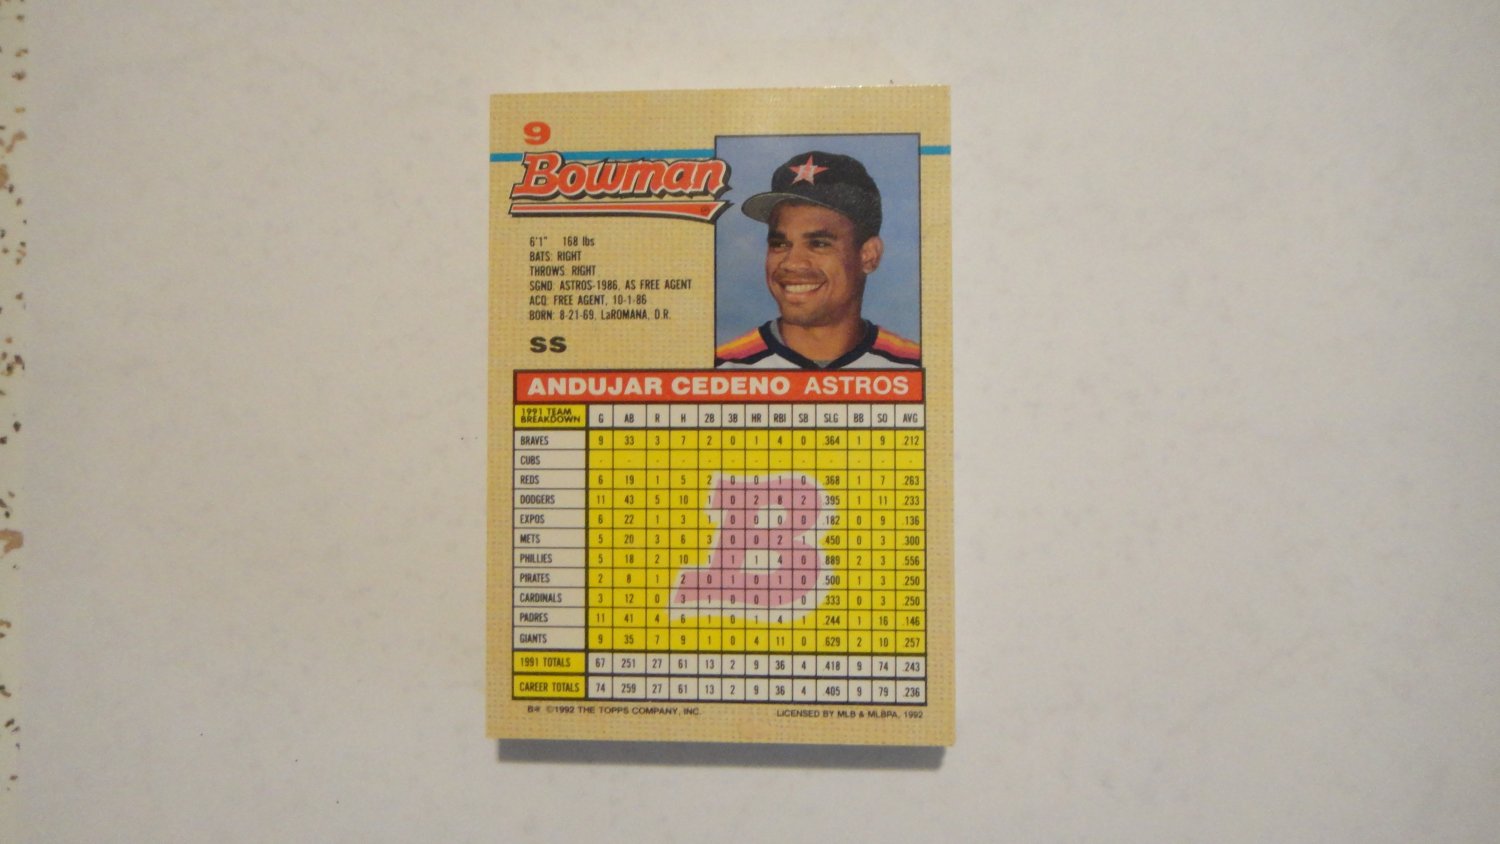 9
Bowman
6'1" 168 lbs
BATS: RIGHT
THROWS: RIGHT
SGND: ASTROS-1986, AS FREE AGENT
ACQ: FREE AGENT, 10-1-86
BORN: 8-21-69, LaROMANA, D.R.
SS
ANDUJAR CEDENO ASTROS
1991 TEAM BREAKDOWN G AB R H 2B 3B HR RBI SB SLG BB SO AVG
BRAVES 9 33 3 7 2 0 1 4 0 .364 1 9 .212
CUBS - - - - - - - - - - - - -
REDS 6 19 1 5 2 0 0 1 0 .368 1 7 .263
DODGERS 11 43 5 10 1 0 2 8 2 .395 1 11 .233
EXPOS 6 22 1 3 1 0 0 0 0 .182 0 9 .136
METS 5 20 3 6 3 0 0 2 1 .450 0 3 .300
PHILLIES 5 18 2 10 1 1 1 4 0 .889 2 3 .556
PIRATES 2 8 1 2 0 1 0 1 0 .500 1 3 .250
CARDINALS 3 12 0 3 1 0 0 1 0 .333 0 3 .250
PADRES 11 41 4 6 1 0 1 4 1 .244 1 16 .146
GIANTS 9 35 7 9 1 0 4 11 0 .629 2 10 .257
1991 TOTALS 67 251 27 61 13 2 9 36 4 .418 9 74 .243
CAREER TOTALS 74 259 27 61 13 2 9 36 4 .405 9 79 .236
B
B* ©1992 THE TOPPS COMPANY, INC. LICENSED BY MLB & MLBPA, 1992